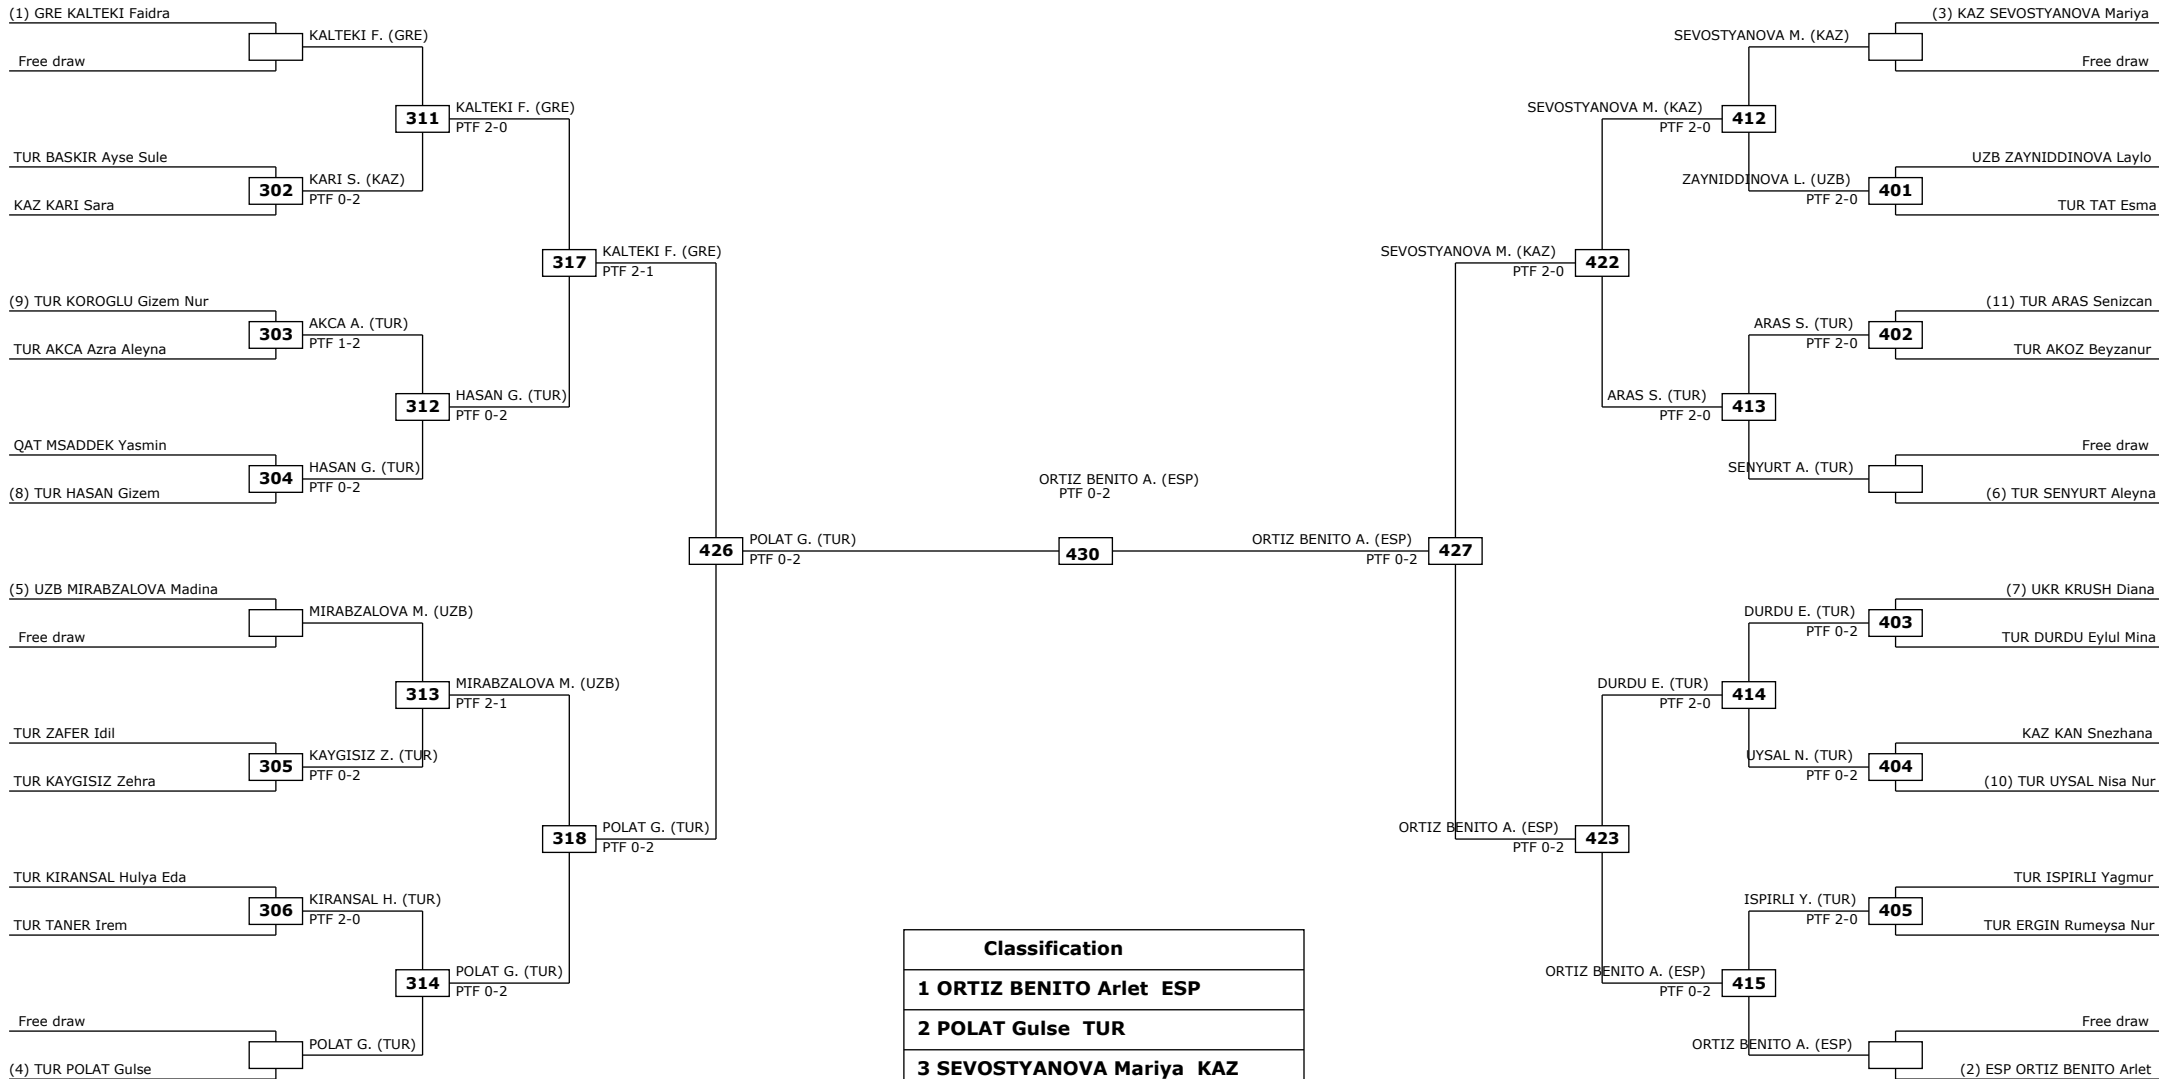 (1) GRE KALTEKI Faidra
KALTEKI F. (GRE)
Free draw
311
KALTEKI F. (GRE)
PTF 2-0
TUR BASKIR Ayse Sule
302
KARI S. (KAZ)
PTF 0-2
KAZ KARI Sara
317
KALTEKI F. (GRE)
PTF 2-1
(9) TUR KOROGLU Gizem Nur
303
AKCA A. (TUR)
PTF 1-2
TUR AKCA Azra Aleyna
312
HASAN G. (TUR)
PTF 0-2
QAT MSADDEK Yasmin
304
HASAN G. (TUR)
PTF 0-2
(8) TUR HASAN Gizem
426
POLAT G. (TUR)
PTF 0-2
(5) UZB MIRABZALOVA Madina
MIRABZALOVA M. (UZB)
Free draw
313
MIRABZALOVA M. (UZB)
PTF 2-1
TUR ZAFER Idil
305
KAYGISIZ Z. (TUR)
PTF 0-2
TUR KAYGISIZ Zehra
318
POLAT G. (TUR)
PTF 0-2
TUR KIRANSAL Hulya Eda
306
KIRANSAL H. (TUR)
PTF 2-0
TUR TANER Irem
314
POLAT G. (TUR)
PTF 0-2
Free draw
POLAT G. (TUR)
(4) TUR POLAT Gulse
ORTIZ BENITO A. (ESP)
PTF 0-2
430
Classification
1 ORTIZ BENITO Arlet ESP
2 POLAT Gulse TUR
3 SEVOSTYANOVA Mariya KAZ
(3) KAZ SEVOSTYANOVA Mariya
SEVOSTYANOVA M. (KAZ)
Free draw
SEVOSTYANOVA M. (KAZ)
PTF 2-0
412
UZB ZAYNIDDINOVA Laylo
ZAYNIDDINOVA L. (UZB)
PTF 2-0
401
TUR TAT Esma
SEVOSTYANOVA M. (KAZ)
PTF 2-0
422
(11) TUR ARAS Senizcan
ARAS S. (TUR)
PTF 2-0
402
TUR AKOZ Beyzanur
ARAS S. (TUR)
PTF 2-0
413
Free draw
SENYURT A. (TUR)
(6) TUR SENYURT Aleyna
ORTIZ BENITO A. (ESP)
PTF 0-2
427
(7) UKR KRUSH Diana
DURDU E. (TUR)
PTF 0-2
403
TUR DURDU Eylul Mina
DURDU E. (TUR)
PTF 2-0
414
KAZ KAN Snezhana
UYSAL N. (TUR)
PTF 0-2
404
(10) TUR UYSAL Nisa Nur
ORTIZ BENITO A. (ESP)
PTF 0-2
423
TUR ISPIRLI Yagmur
ISPIRLI Y. (TUR)
PTF 2-0
405
TUR ERGIN Rumeysa Nur
ORTIZ BENITO A. (ESP)
PTF 0-2
415
Free draw
ORTIZ BENITO A. (ESP)
(2) ESP ORTIZ BENITO Arlet